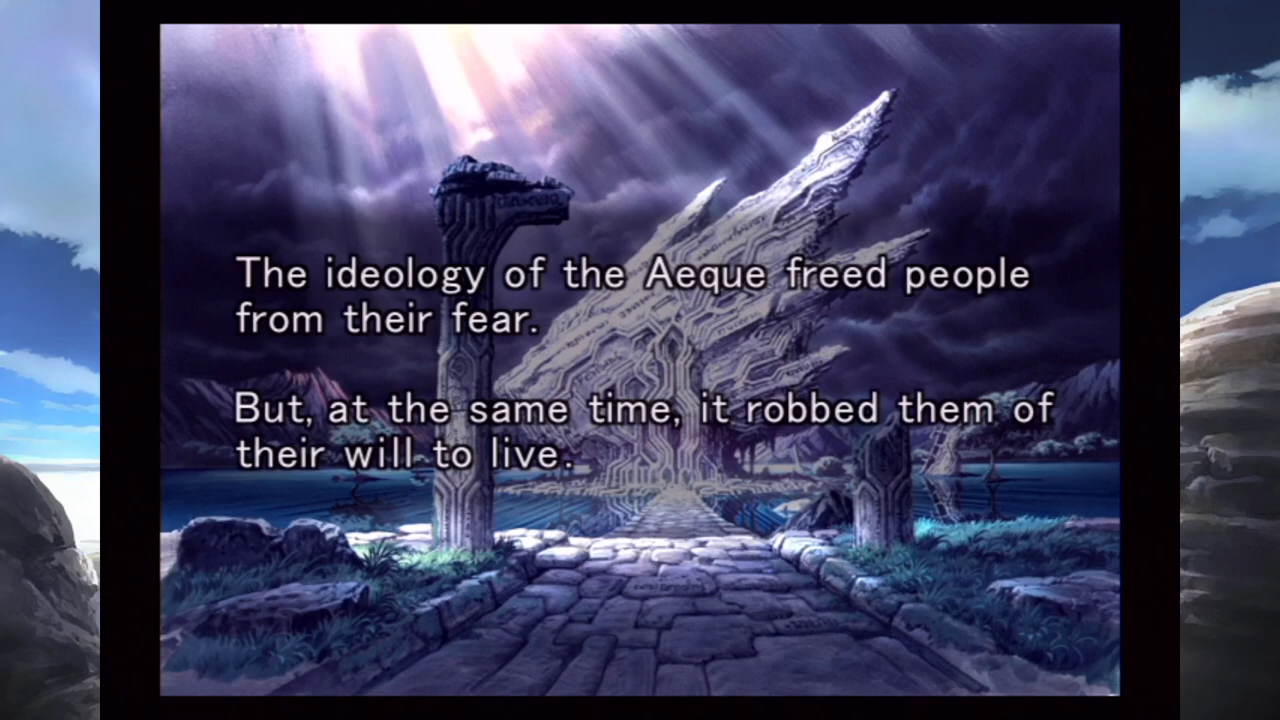 The ideology of the Aeque freed people
from their fear.
But, at the same time, it robbed them of
their will to live.